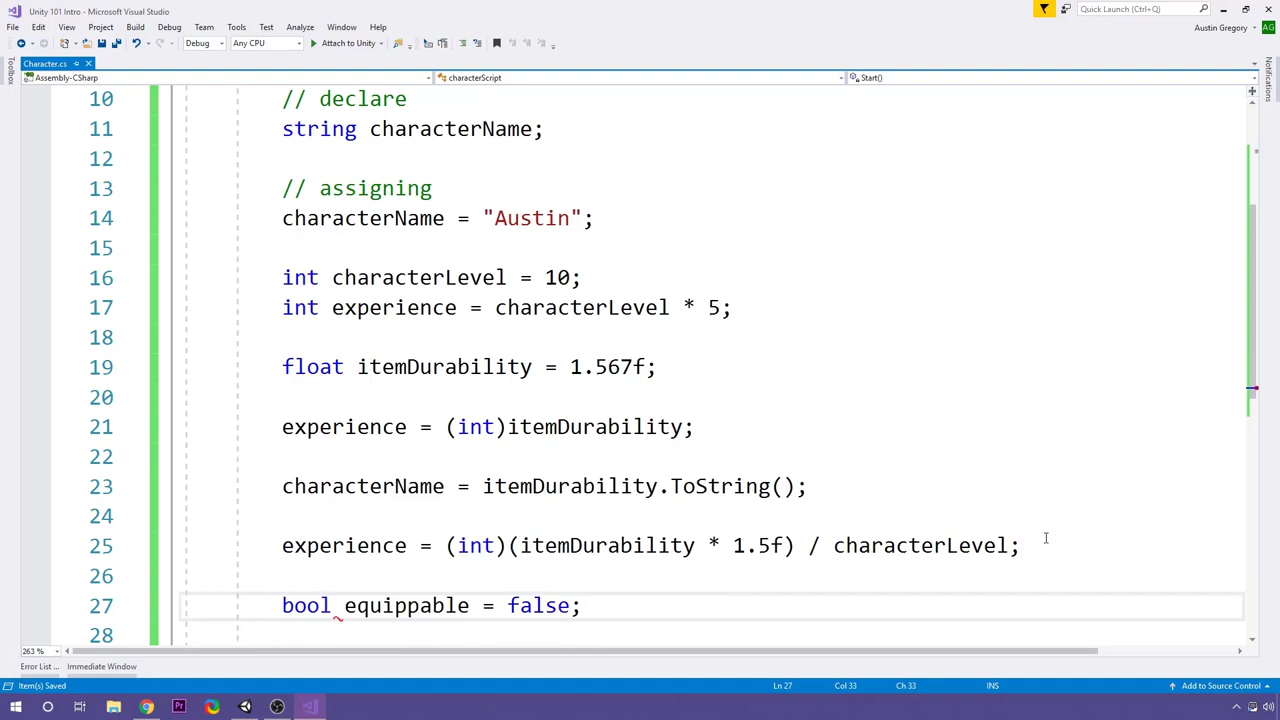 Unity 101 Intro - Microsoft Visual Studio
Quick Launch (Ctrl+Q)
File Edit View Project Build Debug Team Tools Test Analyze Window Help
Austin Gregory AG
Debug Any CPU Attach to Unity
Toolbox
Character.cs
Notifications
Assembly-CSharp characterScript Start()
10 // declare
11 string characterName;
12
13 // assigning
14 characterName = "Austin";
15
16 int characterLevel = 10;
17 int experience = characterLevel * 5;
18
19 float itemDurability = 1.567f;
20
21 experience = (int)itemDurability;
22
23 characterName = itemDurability.ToString();
24
25 experience = (int)(itemDurability * 1.5f) / characterLevel;
26
27 bool equippable = false;
28
263 %
Error List ... Immediate Window
Item(s) Saved Ln 27 Col 33 Ch 33 INS Add to Source Control
Pr